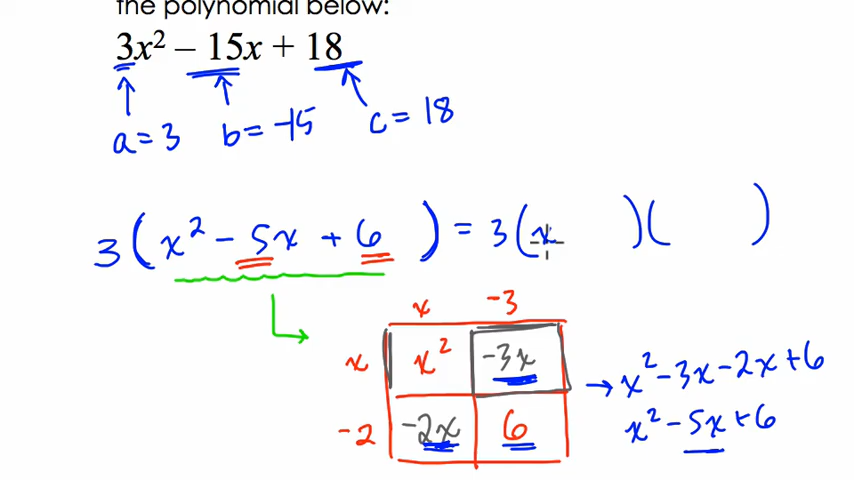 the polynomial below:
3x² – 15x + 18
a=3 b=-15 c=18
3(x² - 5x + 6) = 3(x )( )
x -3
x x² -3x
-2 -2x 6
→ x² -3x -2x +6
x² -5x +6